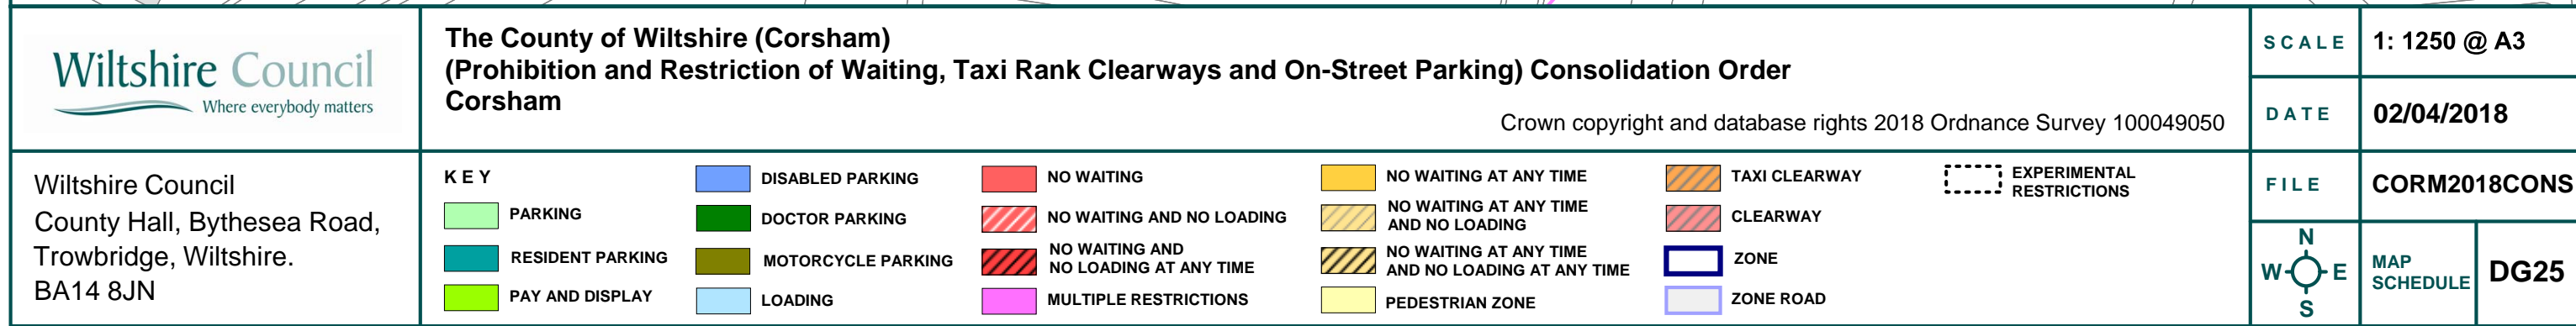 Wiltshire Council
Where everybody matters
The County of Wiltshire (Corsham)
(Prohibition and Restriction of Waiting, Taxi Rank Clearways and On-Street Parking) Consolidation Order
Corsham
Crown copyright and database rights 2018 Ordnance Survey 100049050
SCALE
1: 1250 @ A3
DATE
02/04/2018
Wiltshire Council
County Hall, Bythesea Road,
Trowbridge, Wiltshire.
BA14 8JN
KEY
PARKING
RESIDENT PARKING
PAY AND DISPLAY
DISABLED PARKING
DOCTOR PARKING
MOTORCYCLE PARKING
LOADING
NO WAITING
NO WAITING AND NO LOADING
NO WAITING AND
NO LOADING AT ANY TIME
MULTIPLE RESTRICTIONS
NO WAITING AT ANY TIME
NO WAITING AT ANY TIME
AND NO LOADING
NO WAITING AT ANY TIME
AND NO LOADING AT ANY TIME
PEDESTRIAN ZONE
TAXI CLEARWAY
CLEARWAY
ZONE
ZONE ROAD
EXPERIMENTAL
RESTRICTIONS
FILE
CORM2018CONS
N
W E
S
MAP
SCHEDULE
DG25